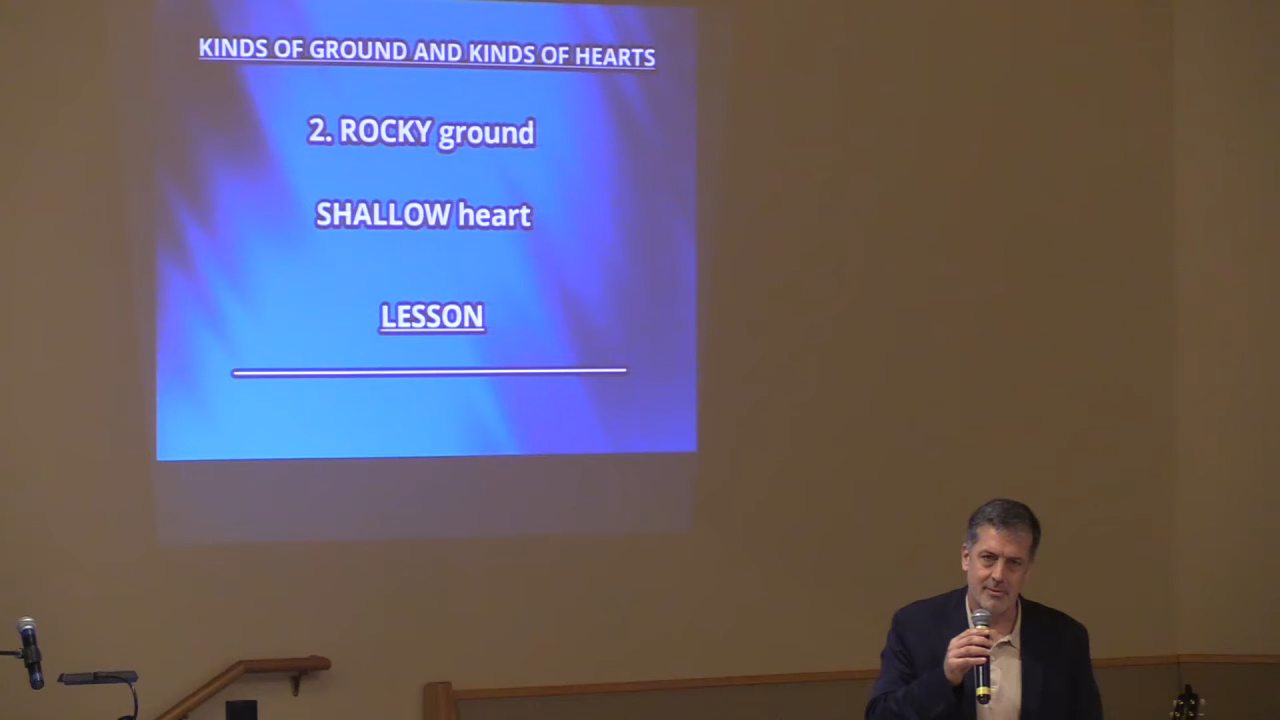 KINDS OF GROUND AND KINDS OF HEARTS
2. ROCKY ground
SHALLOW heart
LESSON